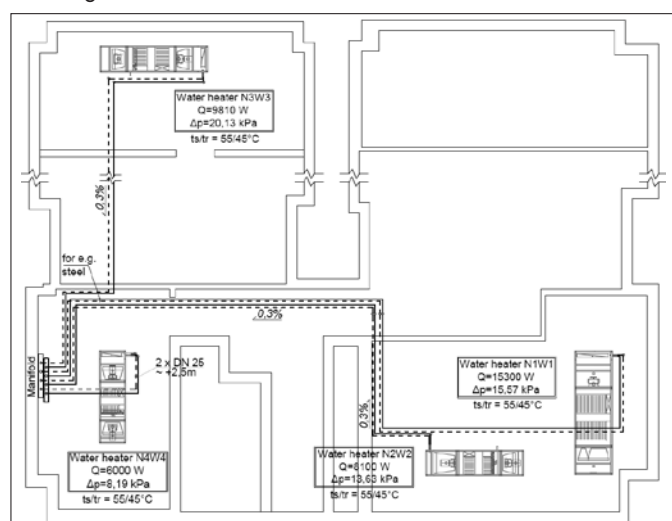 Water heater N3W3
Q=9810 W
Δp=20,13 kPa
ts/tr = 55/45°C
0.3%
for e.g.
steel
0.3%
Manifold
2 x DN 25
~ +2,5m
Water heater N1W1
Q=15300 W
Δp=15,57 kPa
ts/tr = 55/45°C
0.3%
Water heater N4W4
Q=6000 W
Δp=8,19 kPa
ts/tr = 55/45°C
Water heater N2W2
Q=8100 W
Δp=13,63 kPa
ts/tr = 55/45°C